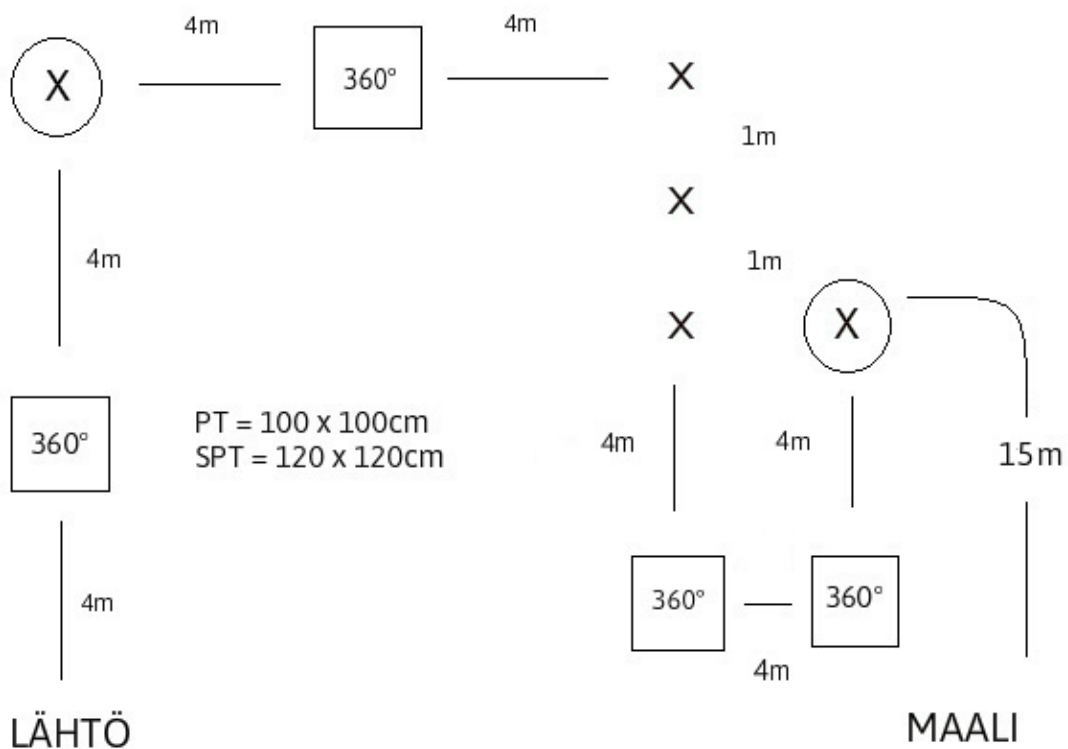 4m
4m
X
360°
X
1m
X
4m
1m
X
X
360°
PT = 100 x 100cm
SPT = 120 x 120cm
4m
4m
15m
360°
360°
4m
4m
LÄHTÖ
MAALI